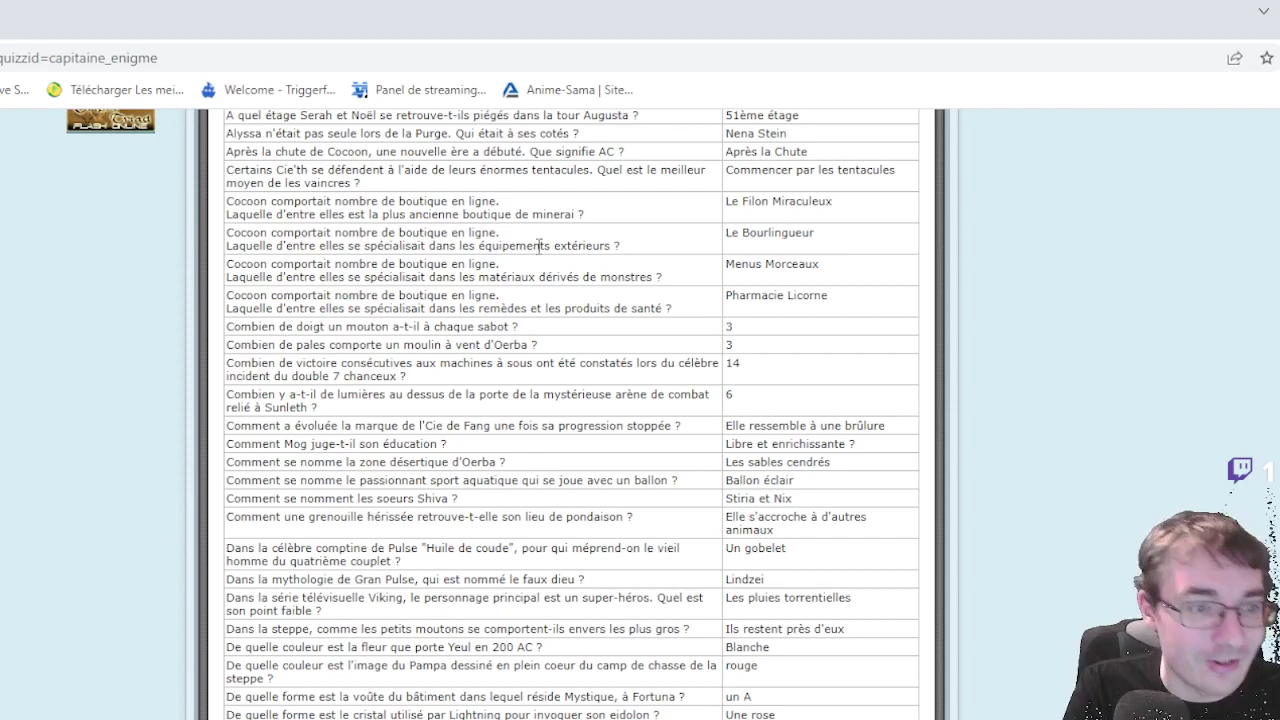 quizzid=capitaine_enigme
ve S...
Télécharger Les mei...
Welcome - Triggerf...
Panel de streaming...
Anime-Sama | Site...
FLASH ONLINE
A quel étage Serah et Noël se retrouve-t-ils piégés dans la tour Augusta ? 51ème étage
Alyssa n'était pas seule lors de la Purge. Qui était à ses cotés ? Nena Stein
Après la chute de Cocoon, une nouvelle ère a débuté. Que signifie AC ? Après la Chute
Certains Cie'th se défendent à l'aide de leurs énormes tentacules. Quel est le meilleur Commencer par les tentacules
moyen de les vaincres ?
Cocoon comportait nombre de boutique en ligne. Le Filon Miraculeux
Laquelle d'entre elles est la plus ancienne boutique de minerai ?
Cocoon comportait nombre de boutique en ligne. Le Bourlingueur
Laquelle d'entre elles se spécialisait dans les équipements extérieurs ?
Cocoon comportait nombre de boutique en ligne. Menus Morceaux
Laquelle d'entre elles se spécialisait dans les matériaux dérivés de monstres ?
Cocoon comportait nombre de boutique en ligne. Pharmacie Licorne
Laquelle d'entre elles se spécialisait dans les remèdes et les produits de santé ?
Combien de doigt un mouton a-t-il à chaque sabot ? 3
Combien de pales comporte un moulin à vent d'Oerba ? 3
Combien de victoire consécutives aux machines à sous ont été constatés lors du célèbre 14
incident du double 7 chanceux ?
Combien y a-t-il de lumières au dessus de la porte de la mystérieuse arène de combat 6
relié à Sunleth ?
Comment a évoluée la marque de l'Cie de Fang une fois sa progression stoppée ? Elle ressemble à une brûlure
Comment Mog juge-t-il son éducation ? Libre et enrichissante ?
Comment se nomme la zone désertique d'Oerba ? Les sables cendrés
Comment se nomme le passionnant sport aquatique qui se joue avec un ballon ? Ballon éclair
Comment se nomment les soeurs Shiva ? Stiria et Nix
Comment une grenouille hérissée retrouve-t-elle son lieu de pondaison ? Elle s'accroche à d'autres
animaux
Dans la célèbre comptine de Pulse "Huile de coude", pour qui méprend-on le vieil Un gobelet
homme du quatrième couplet ?
Dans la mythologie de Gran Pulse, qui est nommé le faux dieu ? Lindzei
Dans la série télévisuelle Viking, le personnage principal est un super-héros. Quel est Les pluies torrentielles
son point faible ?
Dans la steppe, comme les petits moutons se comportent-ils envers les plus gros ? Ils restent près d'eux
De quelle couleur est la fleur que porte Yeul en 200 AC ? Blanche
De quelle couleur est l'image du Pampa dessiné en plein coeur du camp de chasse de la rouge
steppe ?
De quelle forme est la voûte du bâtiment dans lequel réside Mystique, à Fortuna ? un A
De quelle forme est le cristal utilisé par Lightning pour invoquer son eidolon ? Une rose
1